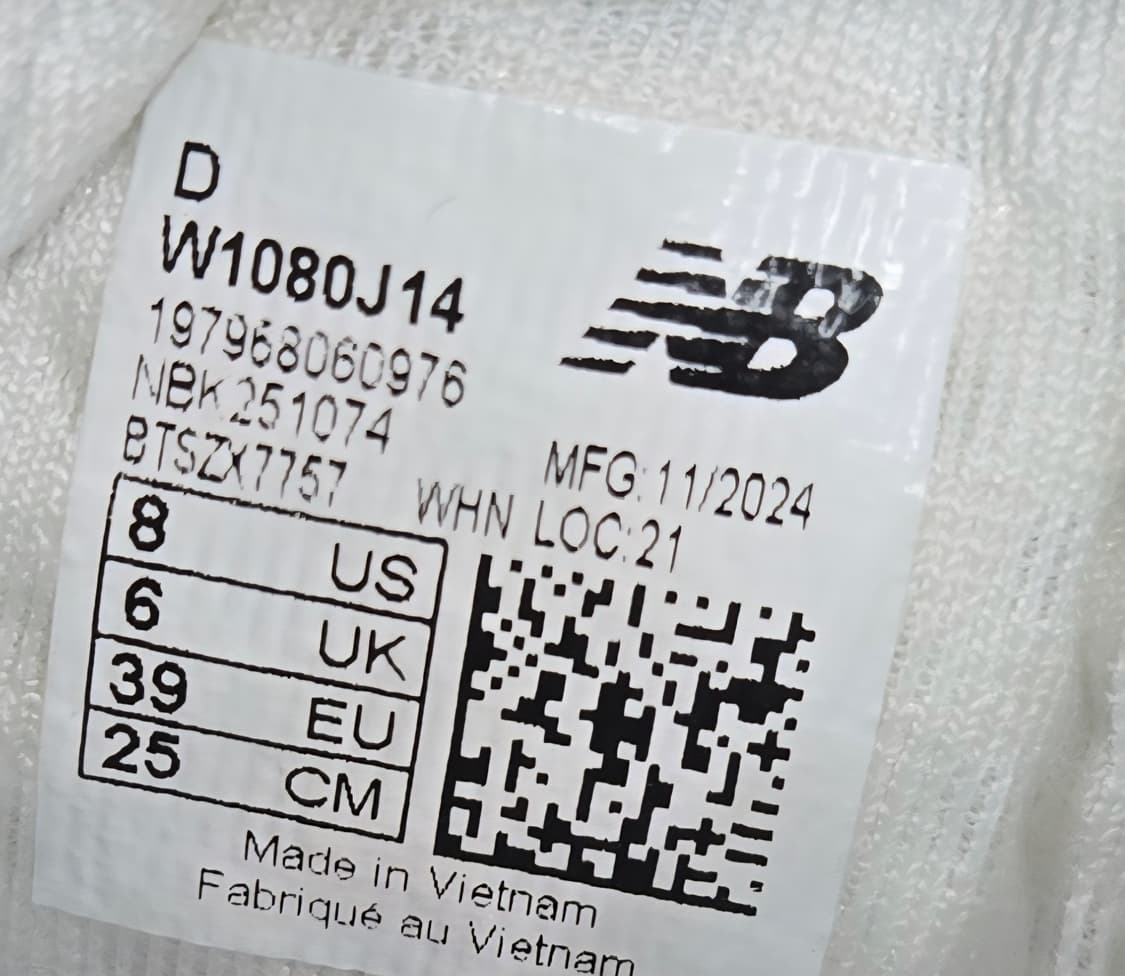 D
W1080J14
NB
197968060976
NBK251074
BTSZX7757
MFG:11/2024
WHN LOC:21
8 US
6 UK
39 EU
25 CM
Made in Vietnam
Fabriqué au Vietnam